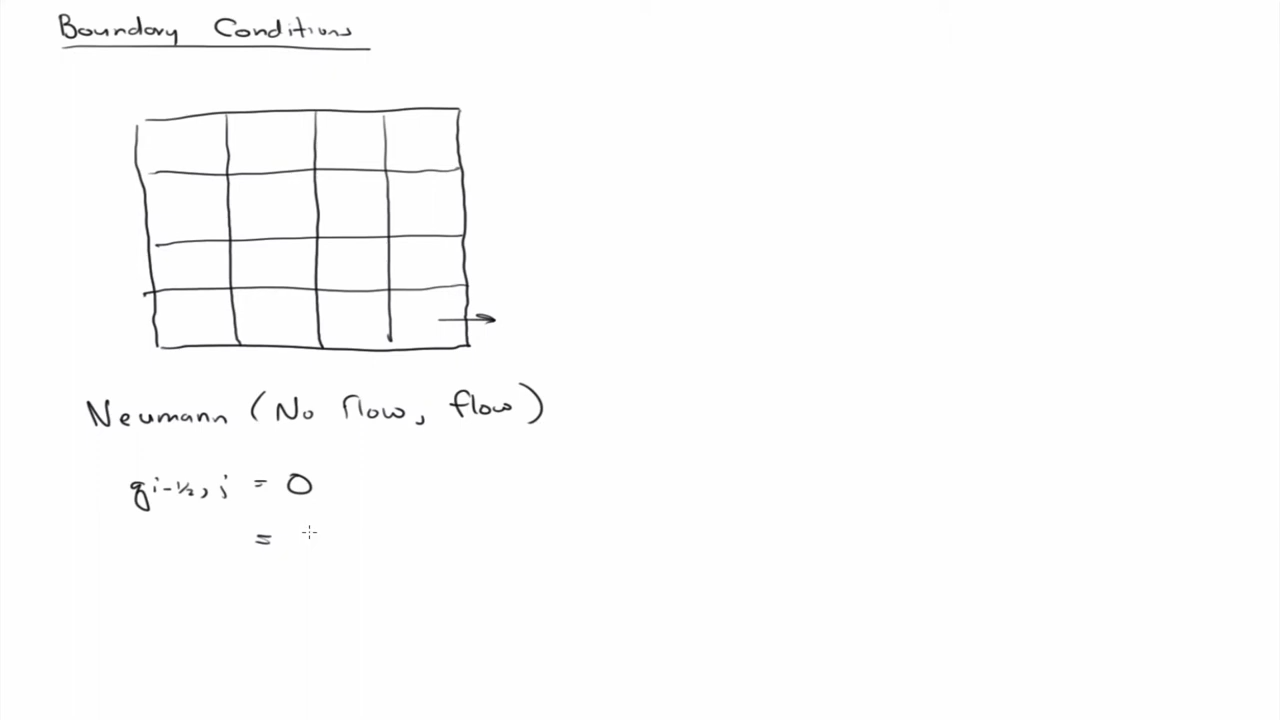 Boundary Conditions
Neumann (No flow, flow)
qi-½,j = 0
=